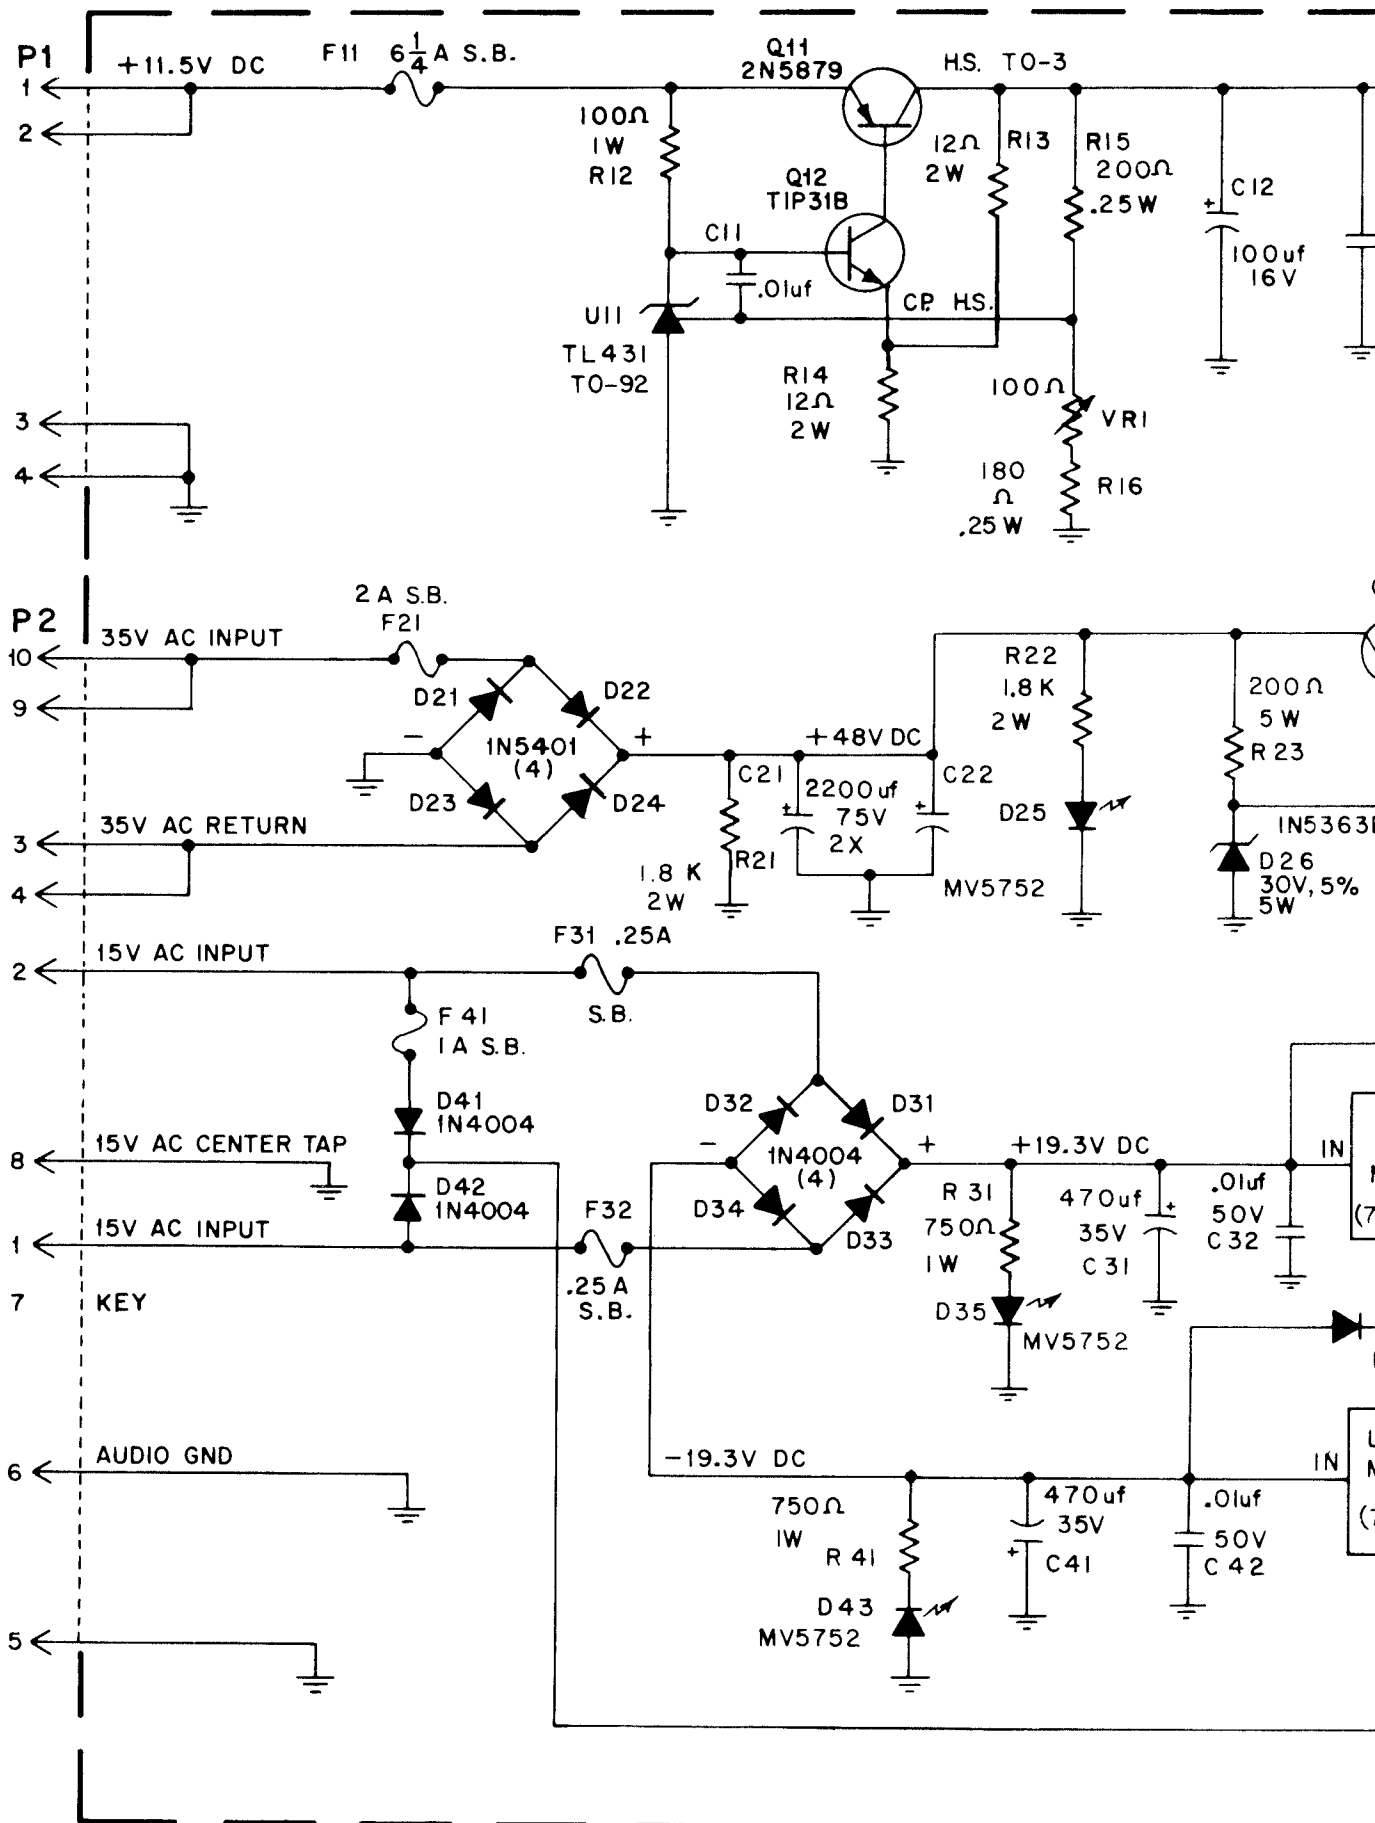 P1
+11.5V DC
F11 6 1/4 A S.B.
Q11
2N5879
H.S. TO-3
1
2
100Ω
1W
R12
Q12
TIP31B
12Ω
2W
R13
R15
200Ω
.25W
C12
+
100uf
16V
C11
.01uf
C.P. H.S.
U11
TL431
TO-92
R14
12Ω
2W
100Ω
VR1
3
4
180
Ω
.25W
R16
P2
2A S.B.
F21
35V AC INPUT
10
9
D21
D22
1N5401
(4)
-
+
D23
D24
+48V DC
C21
C22
2200uf
75V
2X
+
+
R21
1.8K
2W
R22
1.8K
2W
D25
MV5752
200Ω
5W
R23
1N5363
D26
30V, 5%
5W
35V AC RETURN
3
4
15V AC INPUT
2
F31 .25A
S.B.
F41
1A S.B.
D41
1N4004
15V AC CENTER TAP
8
D42
1N4004
D32
D31
-
1N4004
(4)
+
D34
D33
+19.3V DC
IN
R31
750Ω
1W
470uf
35V
C31
+
.01uf
50V
C32
(7
15V AC INPUT
1
F32
.25A
S.B.
D35
MV5752
7
KEY
AUDIO GND
6
-19.3V DC
IN
750Ω
1W
R41
470uf
35V
+
C41
.01uf
50V
C42
(7
D43
MV5752
5